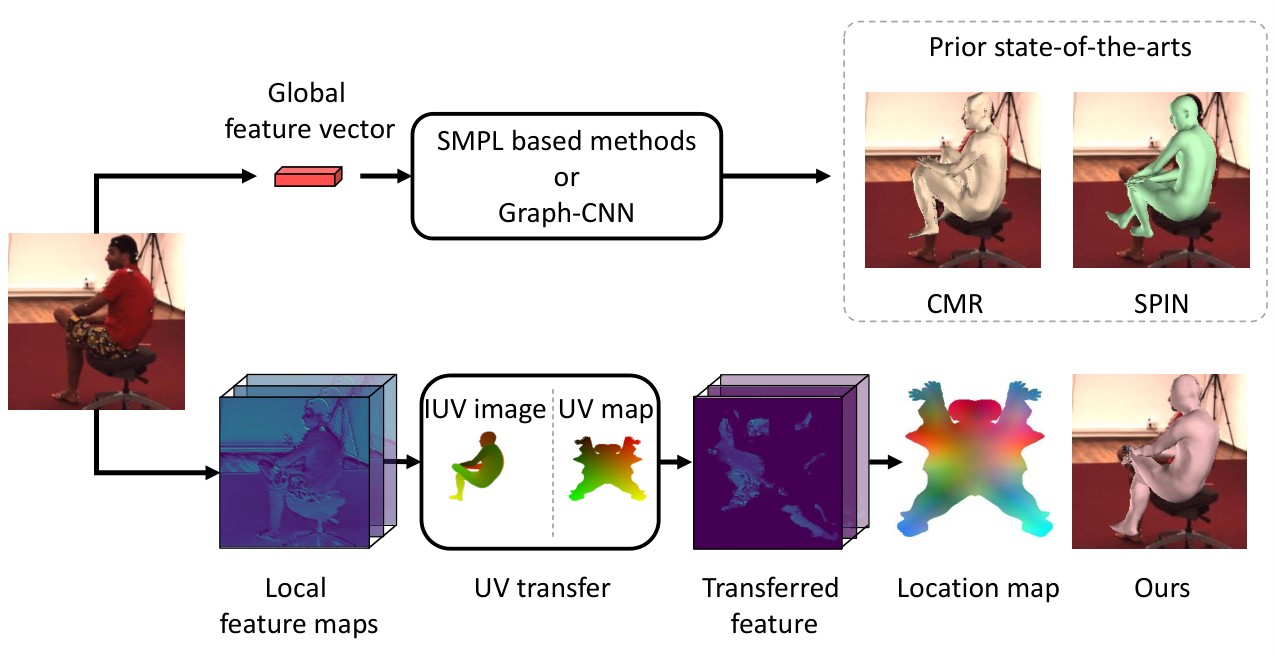 Prior state-of-the-arts
Global
feature vector
SMPL based methods
or
Graph-CNN
CMR
SPIN
IUV image
UV map
Local
feature maps
UV transfer
Transferred
feature
Location map
Ours